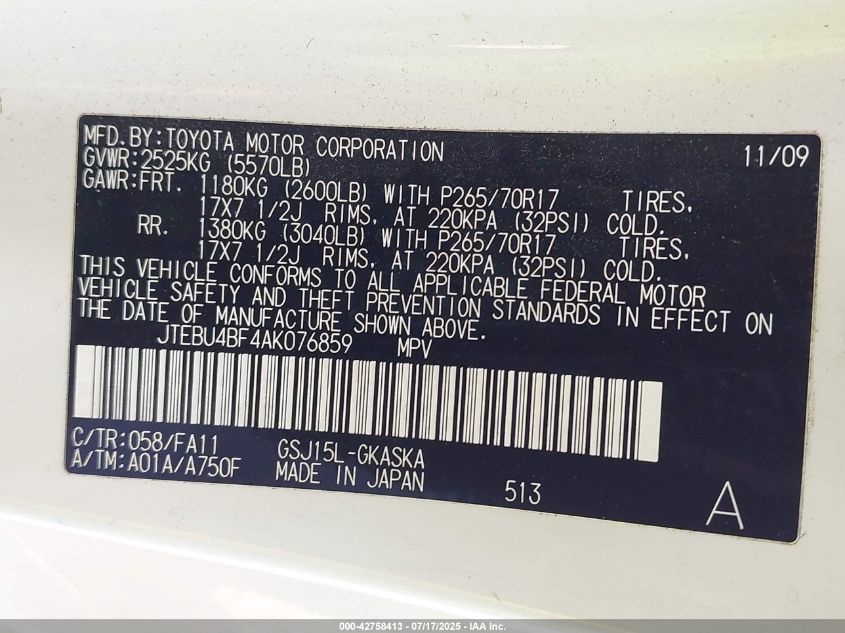 MFD.BY:TOYOTA MOTOR CORPORATION 11/09
GVWR:2525KG (5570LB)
GAWR:FRT. 1180KG (2600LB) WITH P265/70R17 TIRES,
17X7 1/2J RIMS, AT 220KPA (32PSI) COLD.
RR. 1380KG (3040LB) WITH P265/70R17 TIRES,
17X7 1/2J RIMS, AT 220KPA (32PSI) COLD.
THIS VEHICLE CONFORMS TO ALL APPLICABLE FEDERAL MOTOR
VEHICLE SAFETY AND THEFT PREVENTION STANDARDS IN EFFECT ON
THE DATE OF MANUFACTURE SHOWN ABOVE.
JTEBU4BF4AK076859 MPV
C/TR:058/FA11 GSJ15L-GKASKA
A/TM:A01A/A750F MADE IN JAPAN 513 A
000-42758413 - 07/17/2025 - IAA Inc.